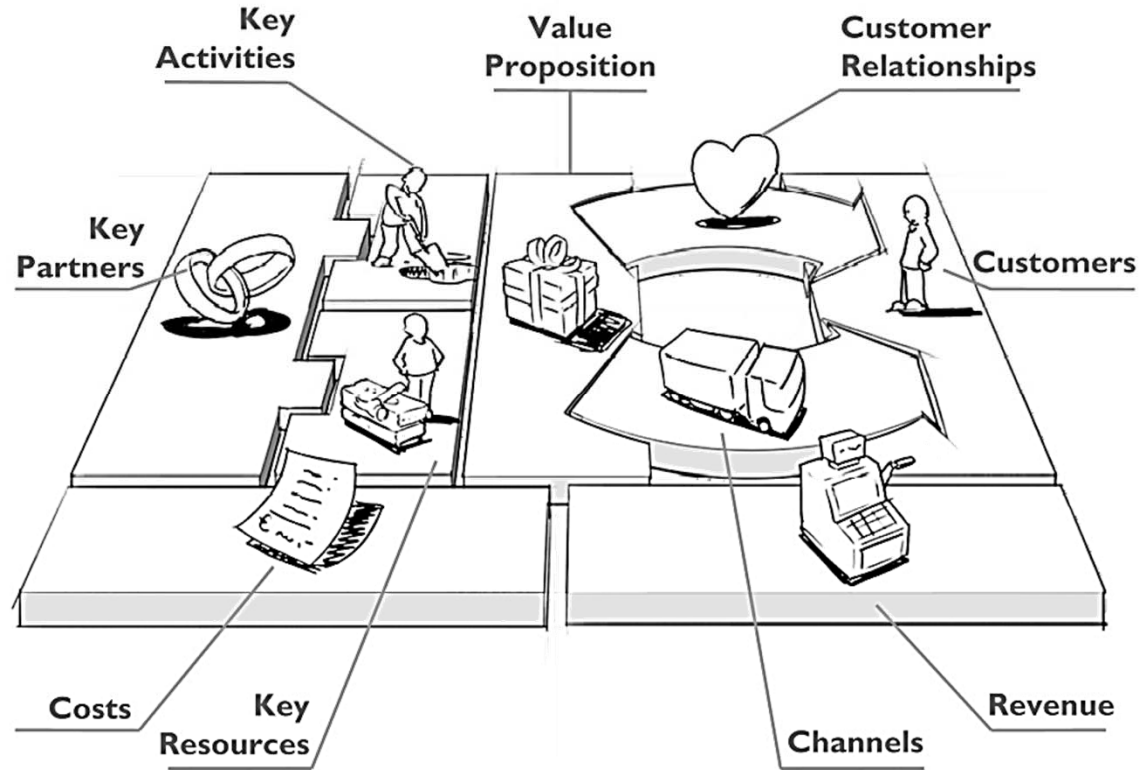 Key
Activities
Value
Proposition
Customer
Relationships
Key
Partners
Customers
Costs
Key
Resources
Channels
Revenue